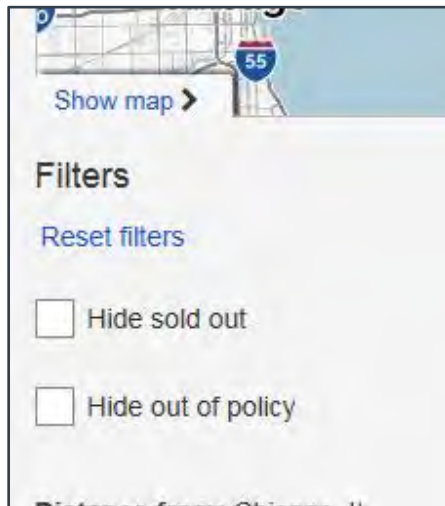 55
Show map
Filters
Reset filters
Hide sold out
Hide out of policy